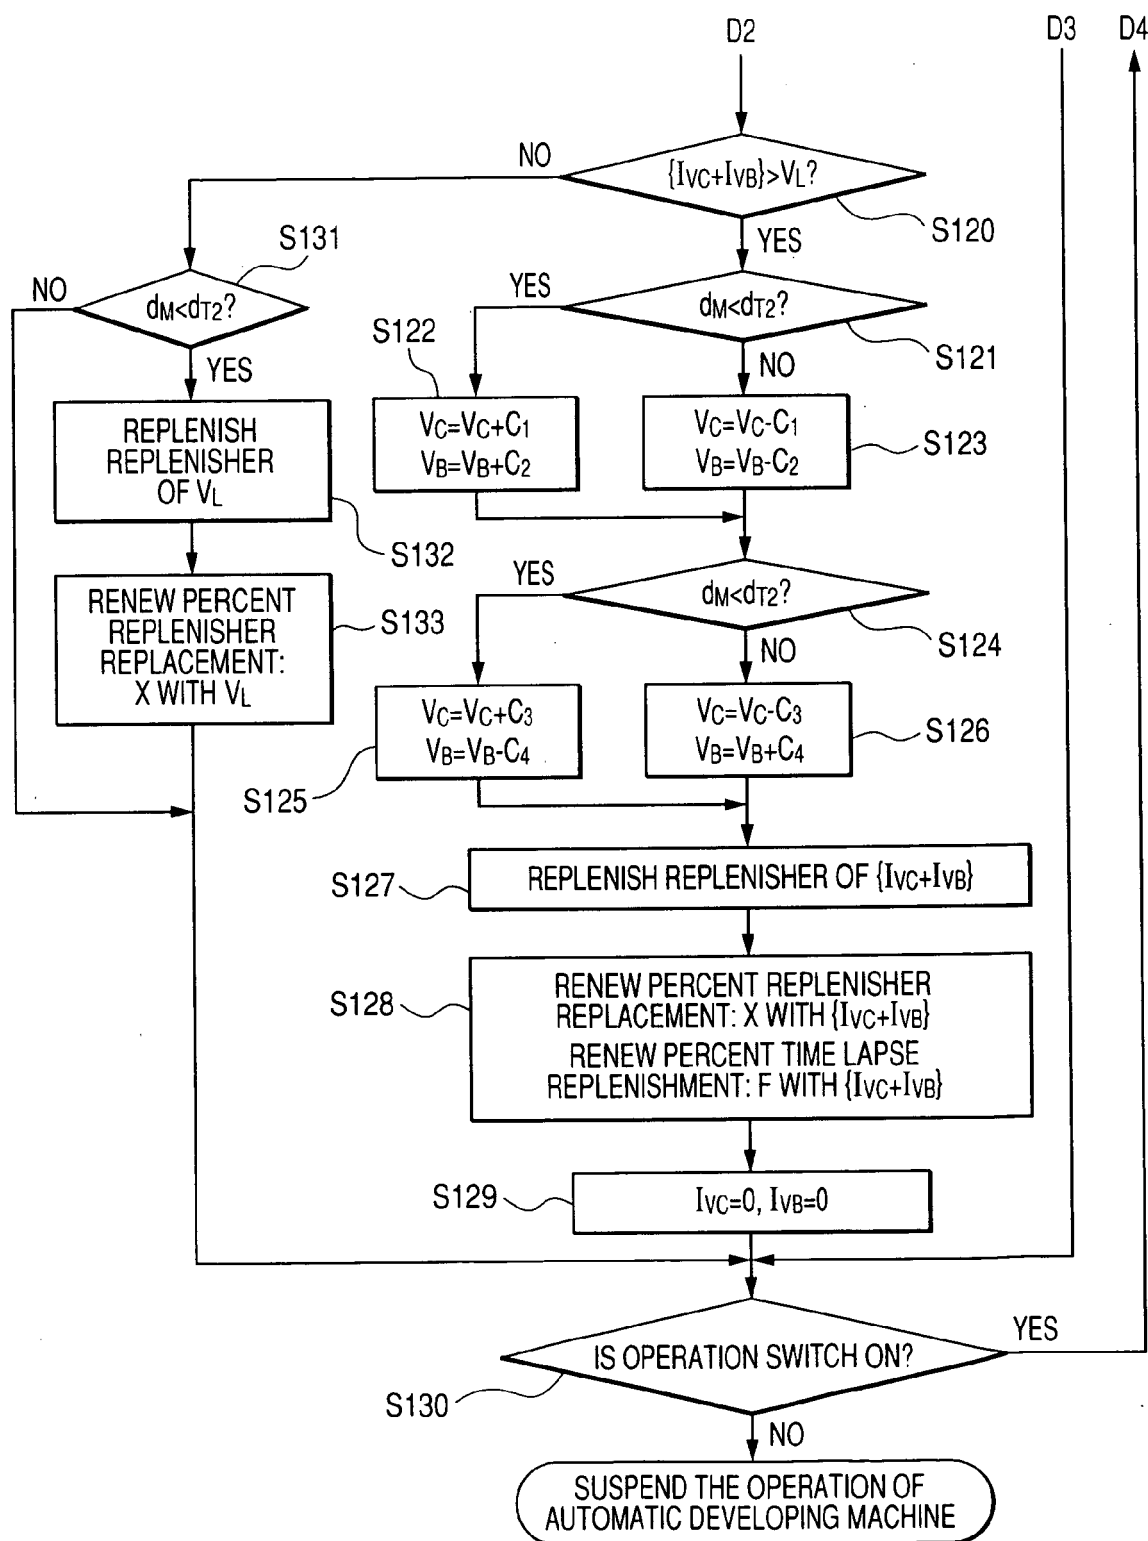 D2
D3
D4
NO
{IVC+IVB}>VL?
S120
YES
S131
NO
dM<dT2?
YES
YES
dM<dT2?
S121
S122
NO
REPLENISH
REPLENISHER
OF VL
S132
VC=VC+C1
VB=VB+C2
VC=VC-C1
VB=VB-C2
S123
RENEW PERCENT
REPLENISHER
REPLACEMENT:
X WITH VL
S133
YES
dM<dT2?
S124
NO
VC=VC+C3
VB=VB-C4
S125
VC=VC-C3
VB=VB+C4
S126
S127
REPLENISH REPLENISHER OF {IVC+IVB}
S128
RENEW PERCENT REPLENISHER
REPLACEMENT: X WITH {IVC+IVB}
RENEW PERCENT TIME LAPSE
REPLENISHMENT: F WITH {IVC+IVB}
S129
IVC=0, IVB=0
IS OPERATION SWITCH ON?
YES
S130
NO
SUSPEND THE OPERATION OF
AUTOMATIC DEVELOPING MACHINE